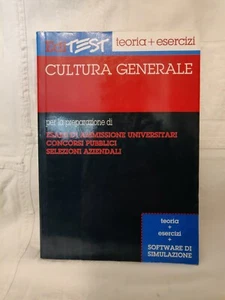 EdTEST teoria + esercizi
CULTURA GENERALE
per la preparazione di
ESAMI DI AMMISSIONE UNIVERSITARI
CONCORSI PUBBLICI
SELEZIONI AZIENDALI
teoria
+
esercizi
+
SOFTWARE DI
SIMULAZIONE